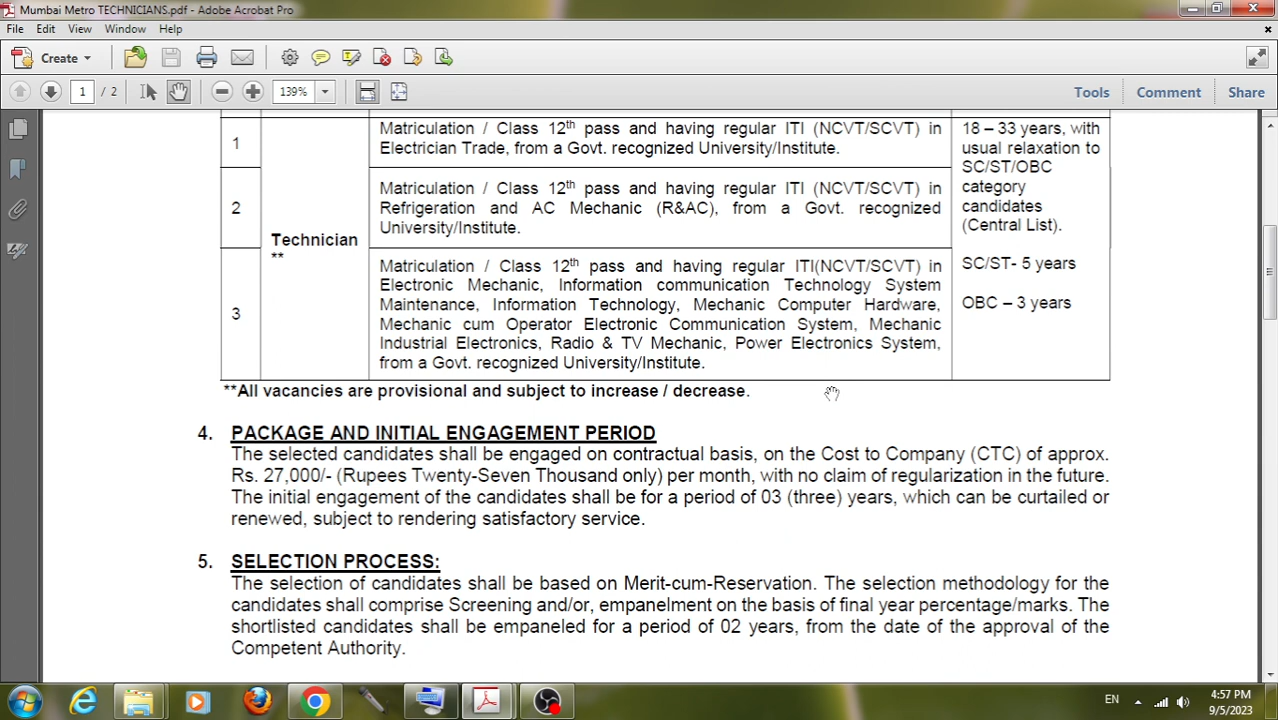 Mumbai Metro TECHNICIANS.pdf - Adobe Acrobat Pro
File Edit View Window Help
Create
1 / 2 139% Tools Comment Share
1
Technician
**
Matriculation / Class 12th pass and having regular ITI (NCVT/SCVT) in
Electrician Trade, from a Govt. recognized University/Institute.
18 – 33 years, with
usual relaxation to
SC/ST/OBC
category
candidates
(Central List).
SC/ST- 5 years
OBC – 3 years
2
Matriculation / Class 12th pass and having regular ITI (NCVT/SCVT) in
Refrigeration and AC Mechanic (R&AC), from a Govt. recognized
University/Institute.
3
Matriculation / Class 12th pass and having regular ITI(NCVT/SCVT) in
Electronic Mechanic, Information communication Technology System
Maintenance, Information Technology, Mechanic Computer Hardware,
Mechanic cum Operator Electronic Communication System, Mechanic
Industrial Electronics, Radio & TV Mechanic, Power Electronics System,
from a Govt. recognized University/Institute.
**All vacancies are provisional and subject to increase / decrease.
4. PACKAGE AND INITIAL ENGAGEMENT PERIOD
The selected candidates shall be engaged on contractual basis, on the Cost to Company (CTC) of approx.
Rs. 27,000/- (Rupees Twenty-Seven Thousand only) per month, with no claim of regularization in the future.
The initial engagement of the candidates shall be for a period of 03 (three) years, which can be curtailed or
renewed, subject to rendering satisfactory service.
5. SELECTION PROCESS:
The selection of candidates shall be based on Merit-cum-Reservation. The selection methodology for the
candidates shall comprise Screening and/or, empanelment on the basis of final year percentage/marks. The
shortlisted candidates shall be empaneled for a period of 02 years, from the date of the approval of the
Competent Authority.
EN
4:57 PM
9/5/2023